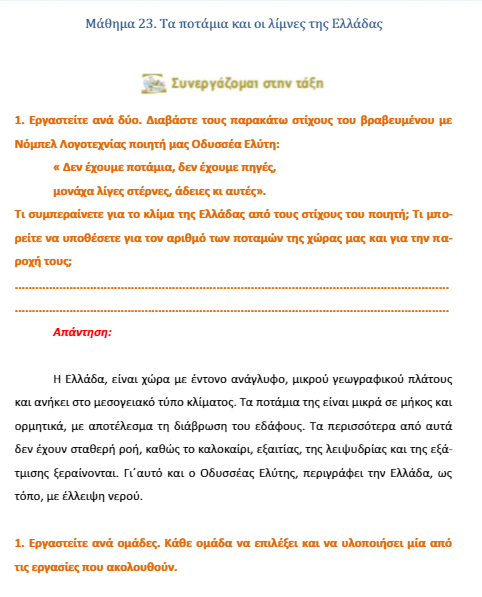 Μάθημα 23. Τα ποτάμια και οι λίμνες της Ελλάδας
Συνεργάζομαι στην τάξη
1. Εργαστείτε ανά δύο. Διαβάστε τους παρακάτω στίχους του βραβευμένου με
Νόμπελ Λογοτεχνίας ποιητή μας Οδυσσέα Ελύτη:
« Δεν έχουμε ποτάμια, δεν έχουμε πηγές,
μονάχα λίγες στέρνες, άδειες κι αυτές».
Τι συμπεραίνετε για το κλίμα της Ελλάδας από τους στίχους του ποιητή; Τι μπο-
ρείτε να υποθέσετε για τον αριθμό των ποταμών της χώρας μας και για την πα-
ροχή τους;
Απάντηση:
Η Ελλάδα, είναι χώρα με έντονο ανάγλυφο, μικρού γεωγραφικού πλάτους
και ανήκει στο μεσογειακό τύπο κλίματος. Τα ποτάμια της είναι μικρά σε μήκος και
ορμητικά, με αποτέλεσμα τη διάβρωση του εδάφους. Τα περισσότερα από αυτά
δεν έχουν σταθερή ροή, καθώς το καλοκαίρι, εξαιτίας, της λειψυδρίας και της εξά-
τμισης ξεραίνονται. Γι΄αυτό και ο Οδυσσέας Ελύτης, περιγράφει την Ελλάδα, ως
τόπο, με έλλειψη νερού.
1. Εργαστείτε ανά ομάδες. Κάθε ομάδα να επιλέξει και να υλοποιήσει μία από
τις εργασίες που ακολουθούν.